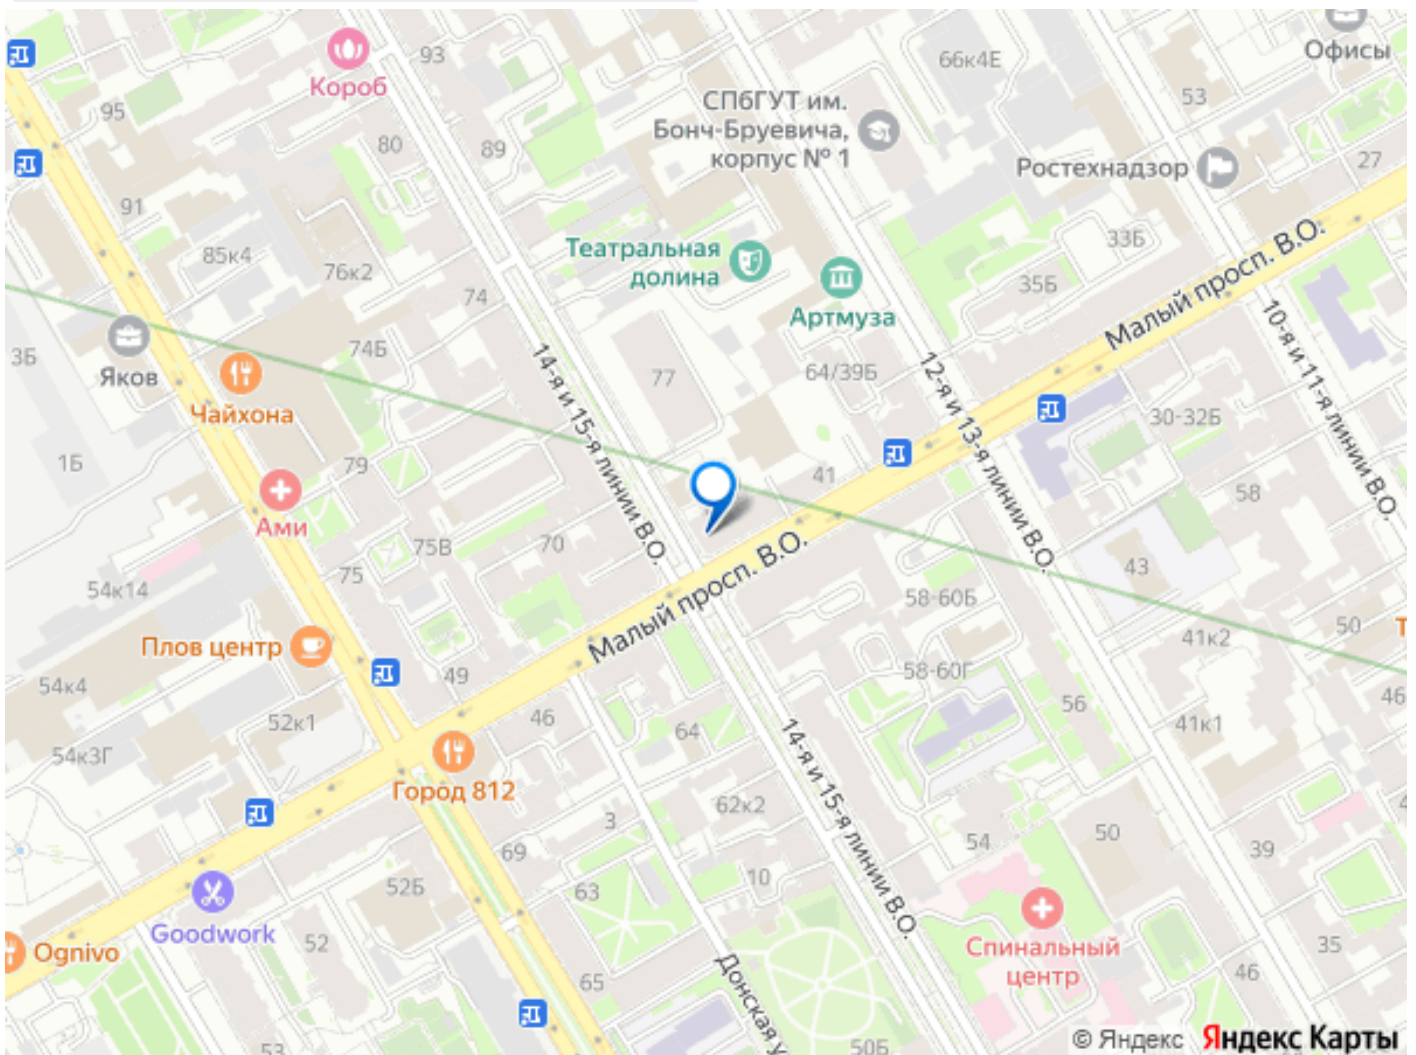 Офисы
93
66к4Е
Короб
СПбГУТ им.
Бонч-Бруевича,
корпус № 1
53
95
80
89
Ростехнадзор
27
91
33Б
85к4
Театральная
долина
76к2
35Б
Малый просп. В.О.
74
Артмуза
10-я и 11-я линии В.О.
3Б
Яков
74Б
14-я и 15-я линии В.О.
77
64/39Б
12-я и 13-я линии В.О.
Чайхона
30-32Б
1Б
79
41
58
Ами
75В
70
Малый просп. В.О.
43
54к14
75
58-60Б
Плов центр
41к2
50
Т
54к4
49
58-60Г
46
52к1
46
64
56
41к1
54к3Г
14-я и 15-я линии В.О.
Город 812
62к2
3
54
50
39
4
69
52Б
63
10
Goodwork
Ognivo
52
Спинальный
центр
35
65
Донская у
46
53
50Б
© Яндекс Яндекс Карты